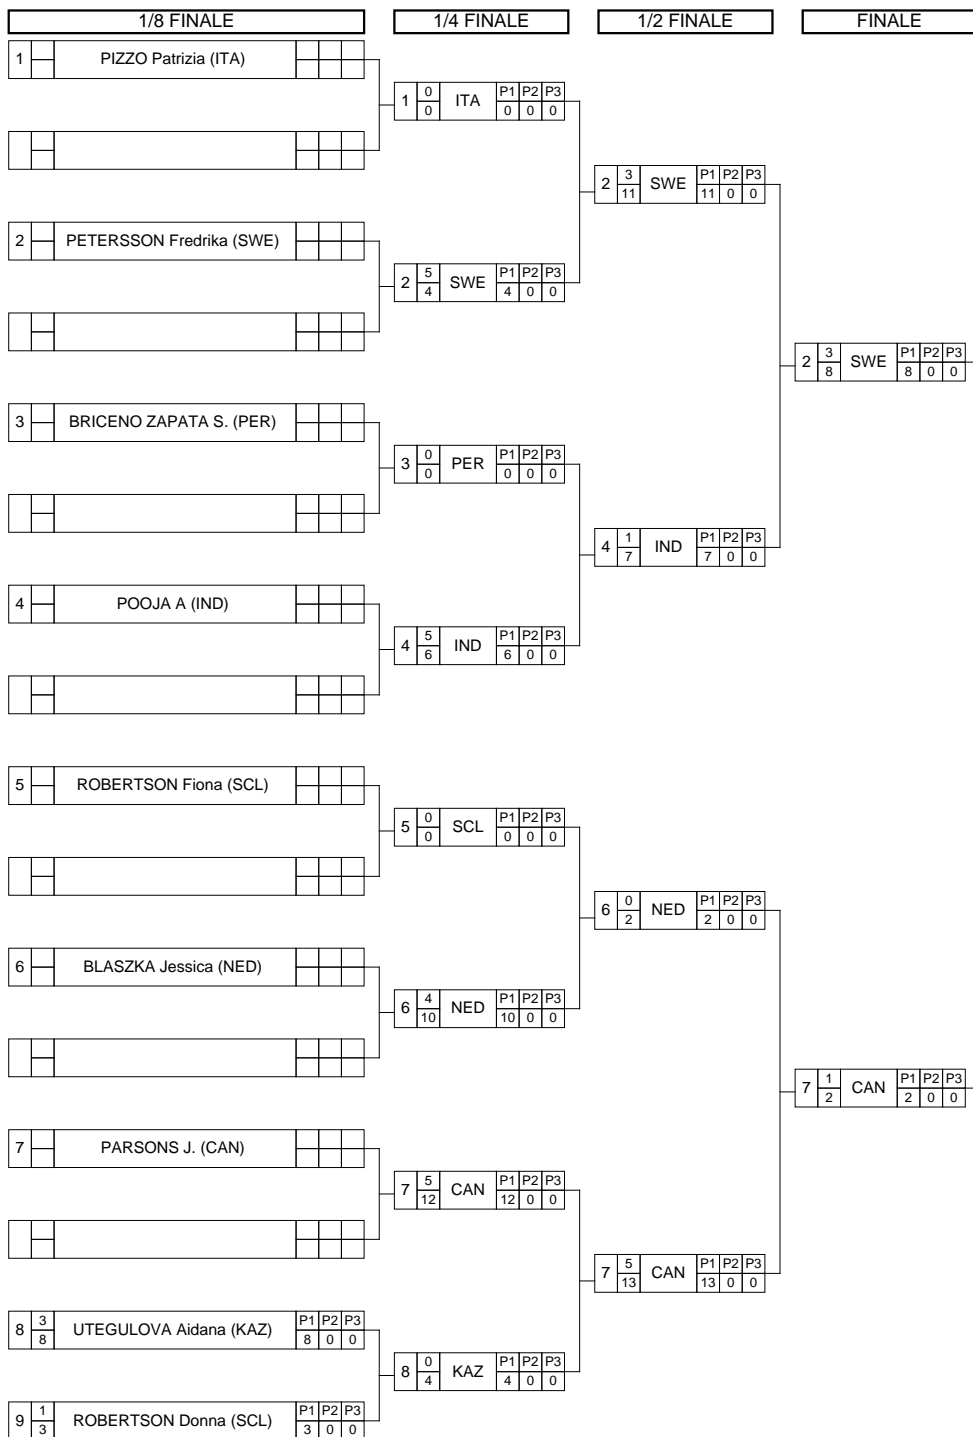 1/8 FINALE 1/4 FINALE 1/2 FINALE FINALE
1 PIZZO Patrizia (ITA)
1 0 0 ITA P1 P2 P3 0 0 0
2 3 11 SWE P1 P2 P3 11 0 0
2 PETERSSON Fredrika (SWE)
2 5 4 SWE P1 P2 P3 4 0 0
2 3 8 SWE P1 P2 P3 8 0 0
3 BRICENO ZAPATA S. (PER)
3 0 0 PER P1 P2 P3 0 0 0
4 1 7 IND P1 P2 P3 7 0 0
4 POOJA A (IND)
4 5 6 IND P1 P2 P3 6 0 0
5 ROBERTSON Fiona (SCL)
5 0 0 SCL P1 P2 P3 0 0 0
6 0 2 NED P1 P2 P3 2 0 0
6 BLASZKA Jessica (NED)
6 4 10 NED P1 P2 P3 10 0 0
7 1 2 CAN P1 P2 P3 2 0 0
7 PARSONS J. (CAN)
7 5 12 CAN P1 P2 P3 12 0 0
7 5 13 CAN P1 P2 P3 13 0 0
8 3 8 UTEGULOVA Aidana (KAZ) P1 P2 P3 8 0 0
8 0 4 KAZ P1 P2 P3 4 0 0
9 1 3 ROBERTSON Donna (SCL) P1 P2 P3 3 0 0